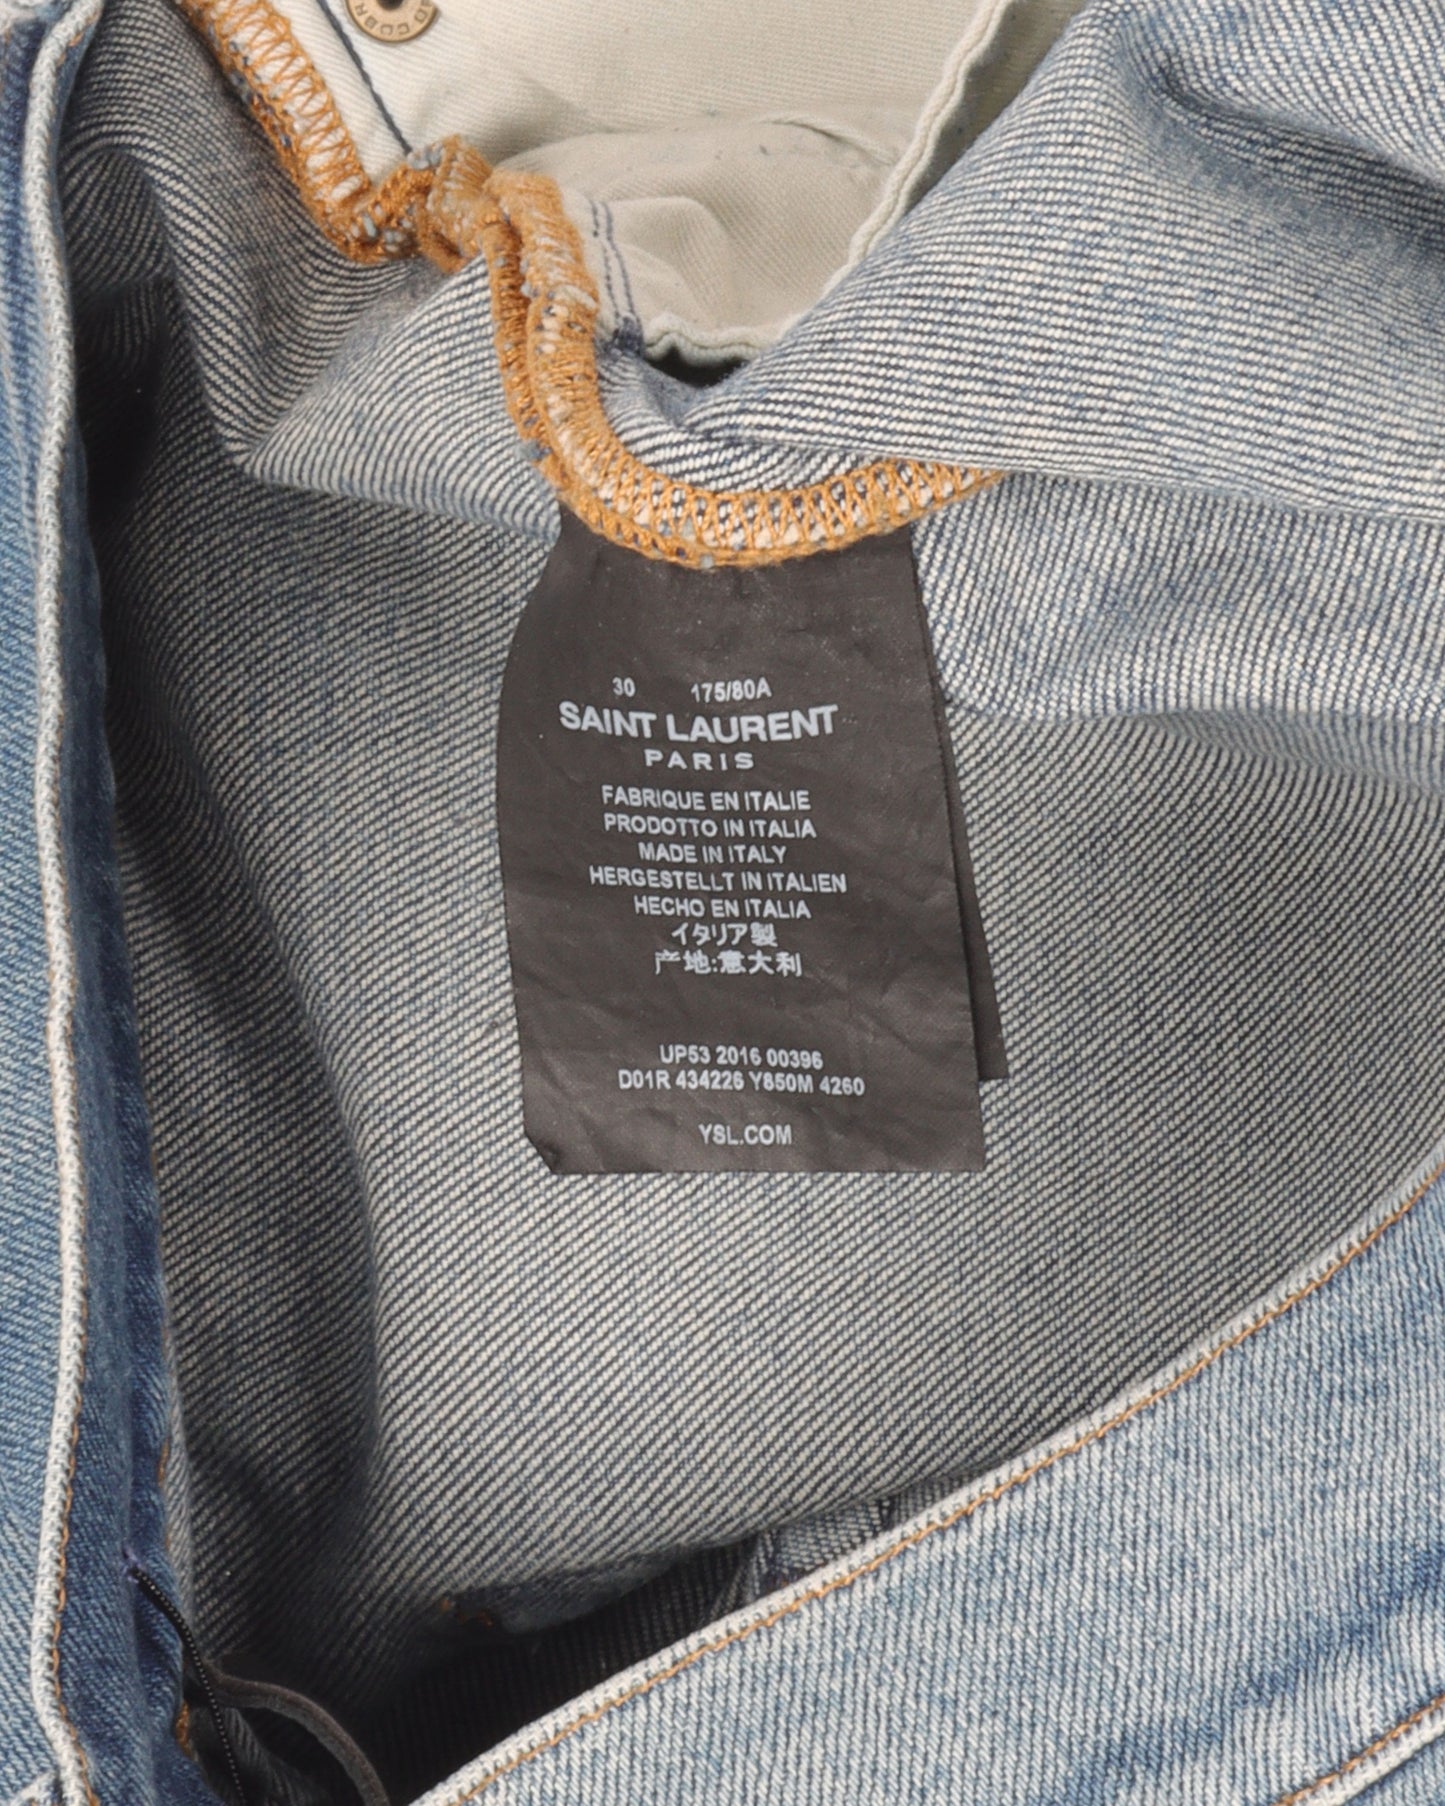 30 175/80A
SAINT LAURENT
PARIS
FABRIQUE EN ITALIE
PRODOTTO IN ITALIA
MADE IN ITALY
HERGESTELLT IN ITALIEN
HECHO EN ITALIA
イタリア製
产地:意大利
UP53 2016 00396
D01R 434226 Y850M 4260
YSL.COM